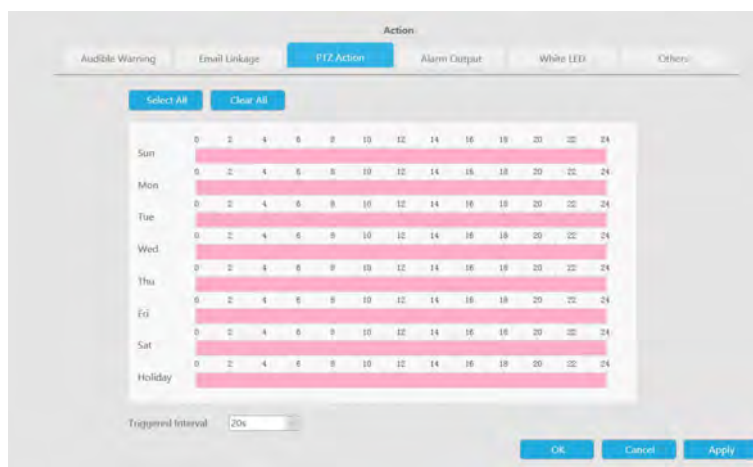 Action
Audible Warning Email Linkage PTZ Action Alarm Output White LED Others
Select All Clear All
0 2 4 6 8 10 12 14 16 18 20 22 24
Sun
0 2 4 6 8 10 12 14 16 18 20 22 24
Mon
0 2 4 6 8 10 12 14 16 18 20 22 24
Tue
0 2 4 6 8 10 12 14 16 18 20 22 24
Wed
0 2 4 6 8 10 12 14 16 18 20 22 24
Thu
0 2 4 6 8 10 12 14 16 18 20 22 24
Fri
0 2 4 6 8 10 12 14 16 18 20 22 24
Sat
0 2 4 6 8 10 12 14 16 18 20 22 24
Holiday
Triggered Interval 20s
OK Cancel Apply